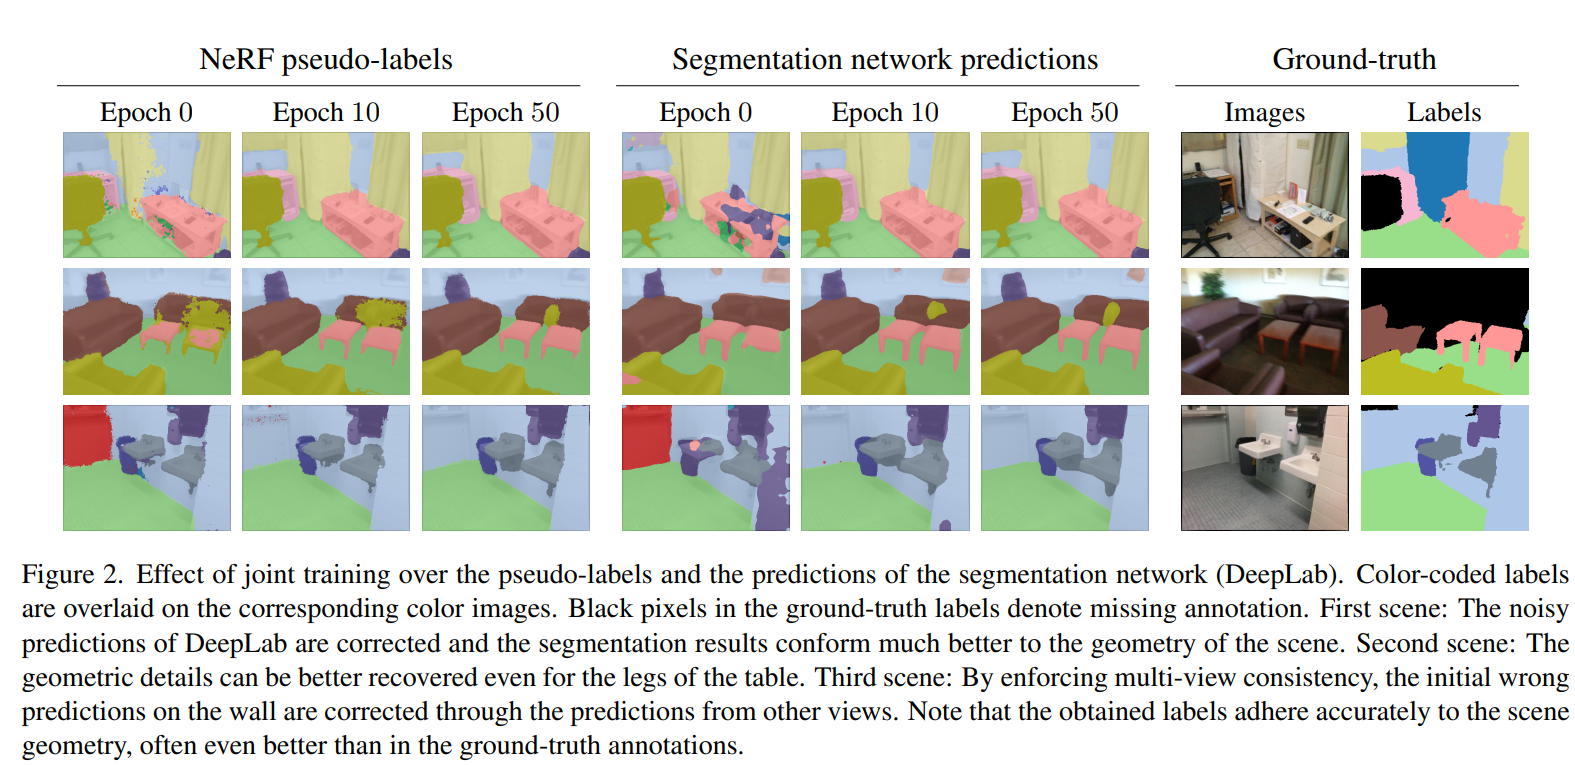 NeRF pseudo-labels
Segmentation network predictions
Ground-truth
Epoch 0
Epoch 10
Epoch 50
Epoch 0
Epoch 10
Epoch 50
Images
Labels
Figure 2. Effect of joint training over the pseudo-labels and the predictions of the segmentation network (DeepLab). Color-coded labels
are overlaid on the corresponding color images. Black pixels in the ground-truth labels denote missing annotation. First scene: The noisy
predictions of DeepLab are corrected and the segmentation results conform much better to the geometry of the scene. Second scene: The
geometric details can be better recovered even for the legs of the table. Third scene: By enforcing multi-view consistency, the initial wrong
predictions on the wall are corrected through the predictions from other views. Note that the obtained labels adhere accurately to the scene
geometry, often even better than in the ground-truth annotations.